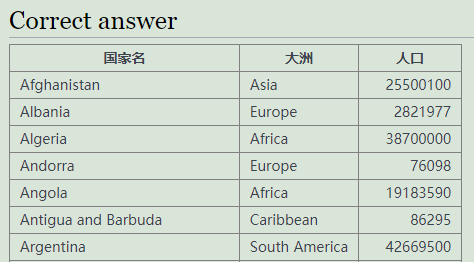 Correct answer
国家名 大洲 人口
Afghanistan Asia 25500100
Albania Europe 2821977
Algeria Africa 38700000
Andorra Europe 76098
Angola Africa 19183590
Antigua and Barbuda Caribbean 86295
Argentina South America 42669500